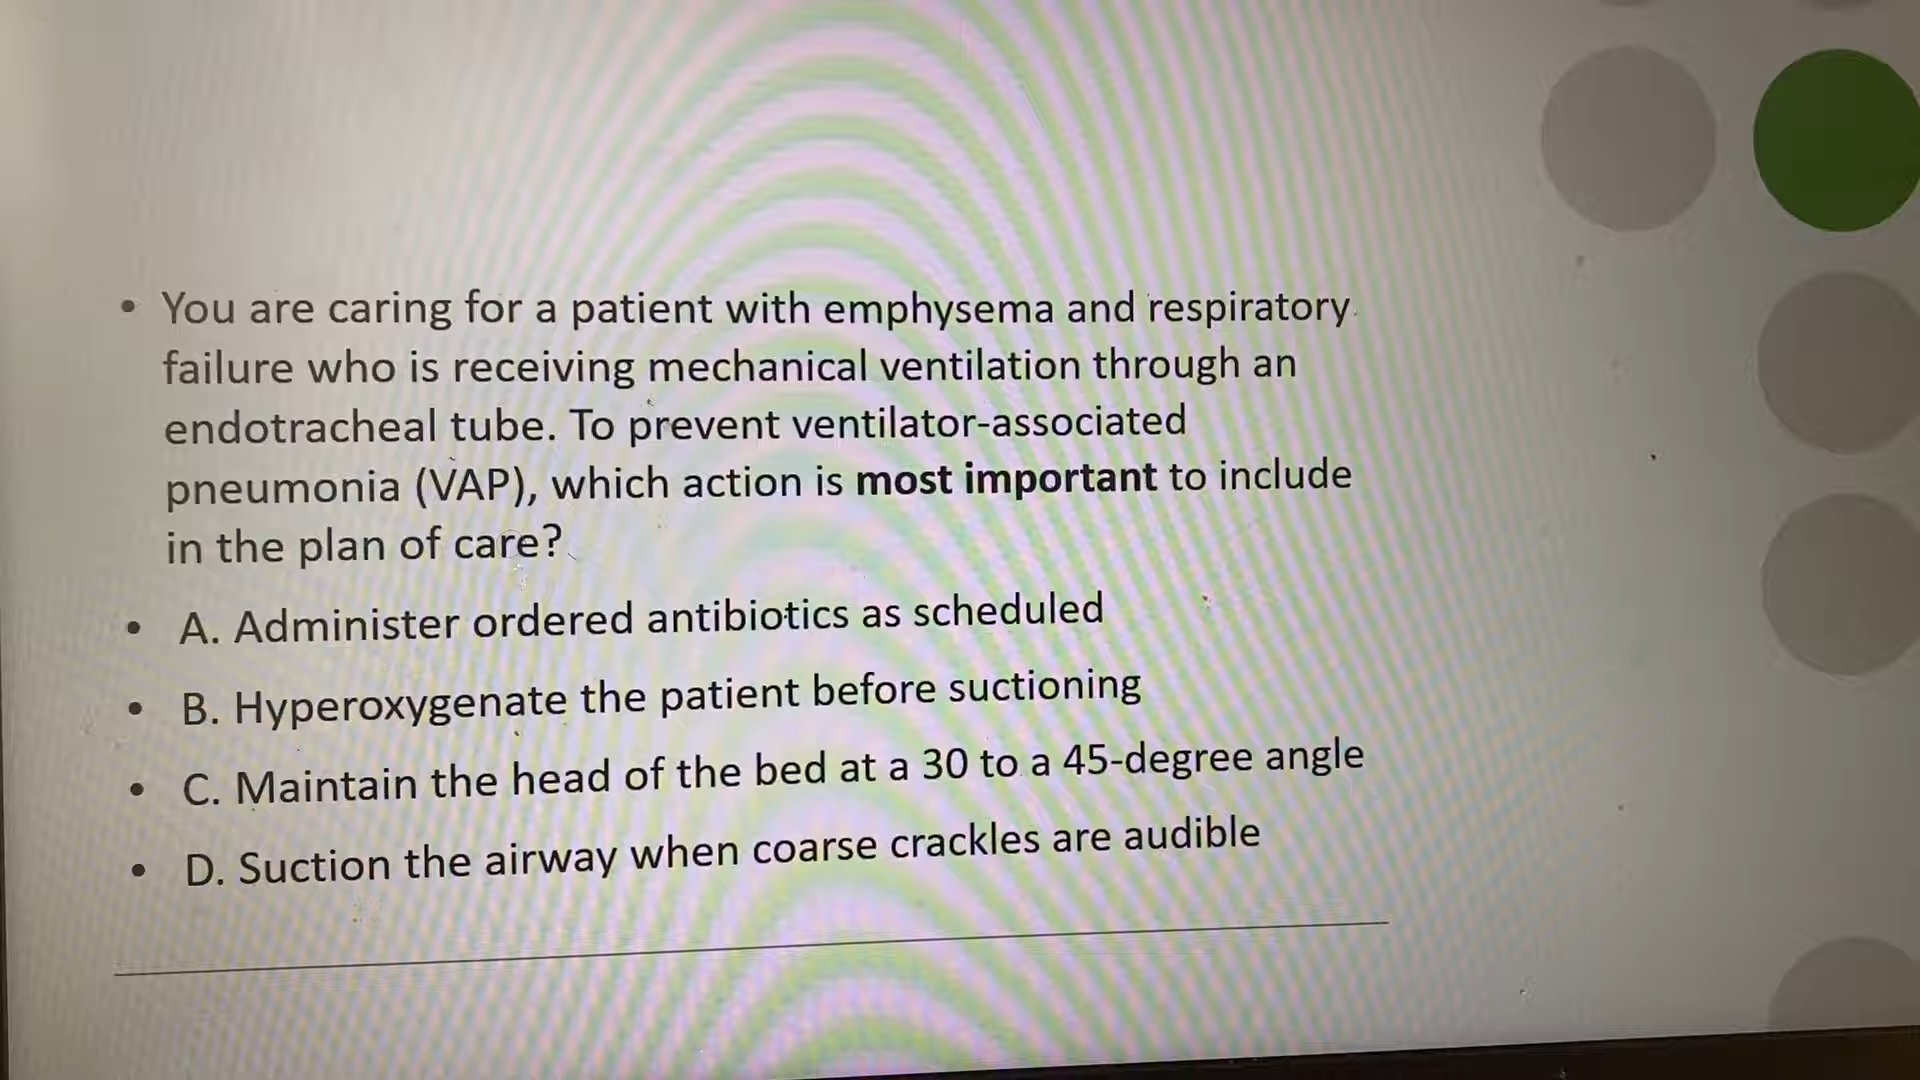 • You are caring for a patient with emphysema and respiratory
failure who is receiving mechanical ventilation through an
endotracheal tube. To prevent ventilator-associated
pneumonia (VAP), which action is most important to include
in the plan of care?
• A. Administer ordered antibiotics as scheduled
• B. Hyperoxygenate the patient before suctioning
• C. Maintain the head of the bed at a 30 to a 45-degree angle
• D. Suction the airway when coarse crackles are audible